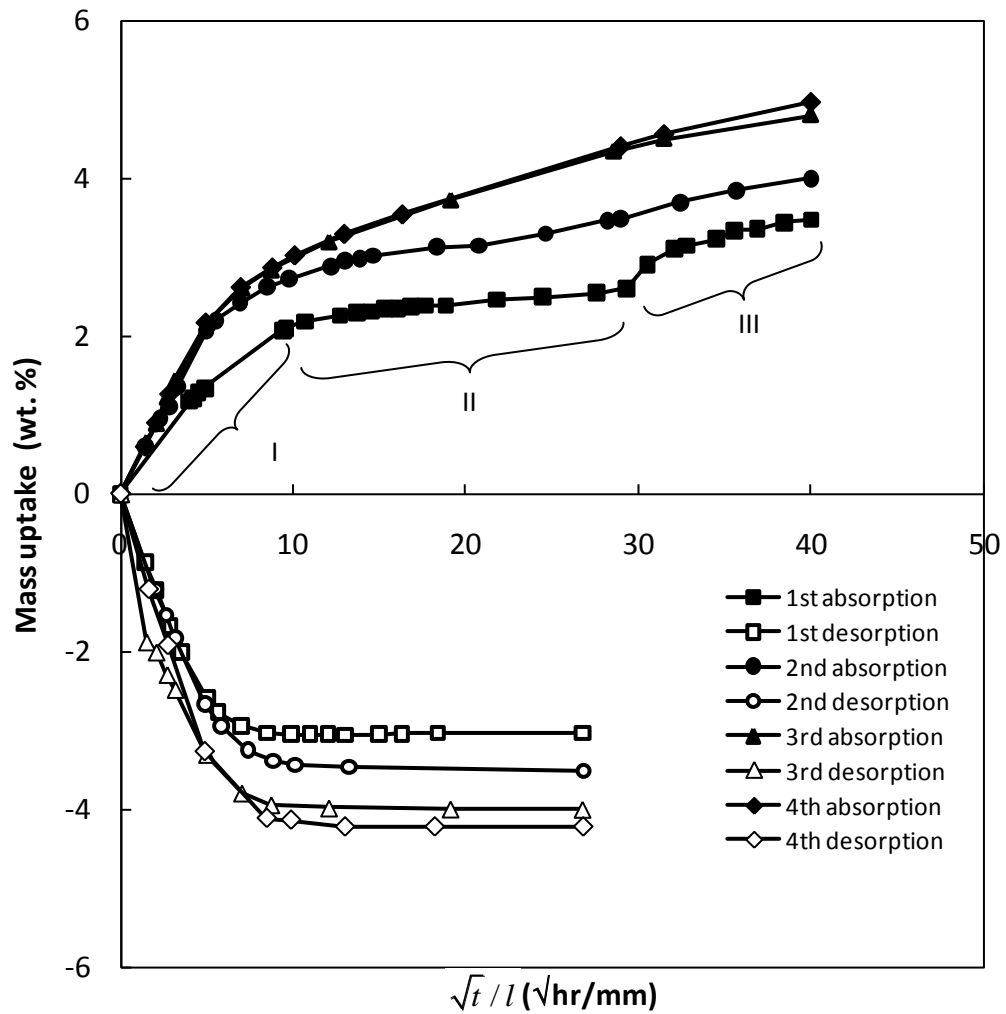 6
4
2
0
-2
-4
-6
0 10 20 30 40 50
Mass uptake (wt. %)
I
II
III
1st absorption
1st desorption
2nd absorption
2nd desorption
3rd absorption
3rd desorption
4th absorption
4th desorption
√t / l (√hr/mm)